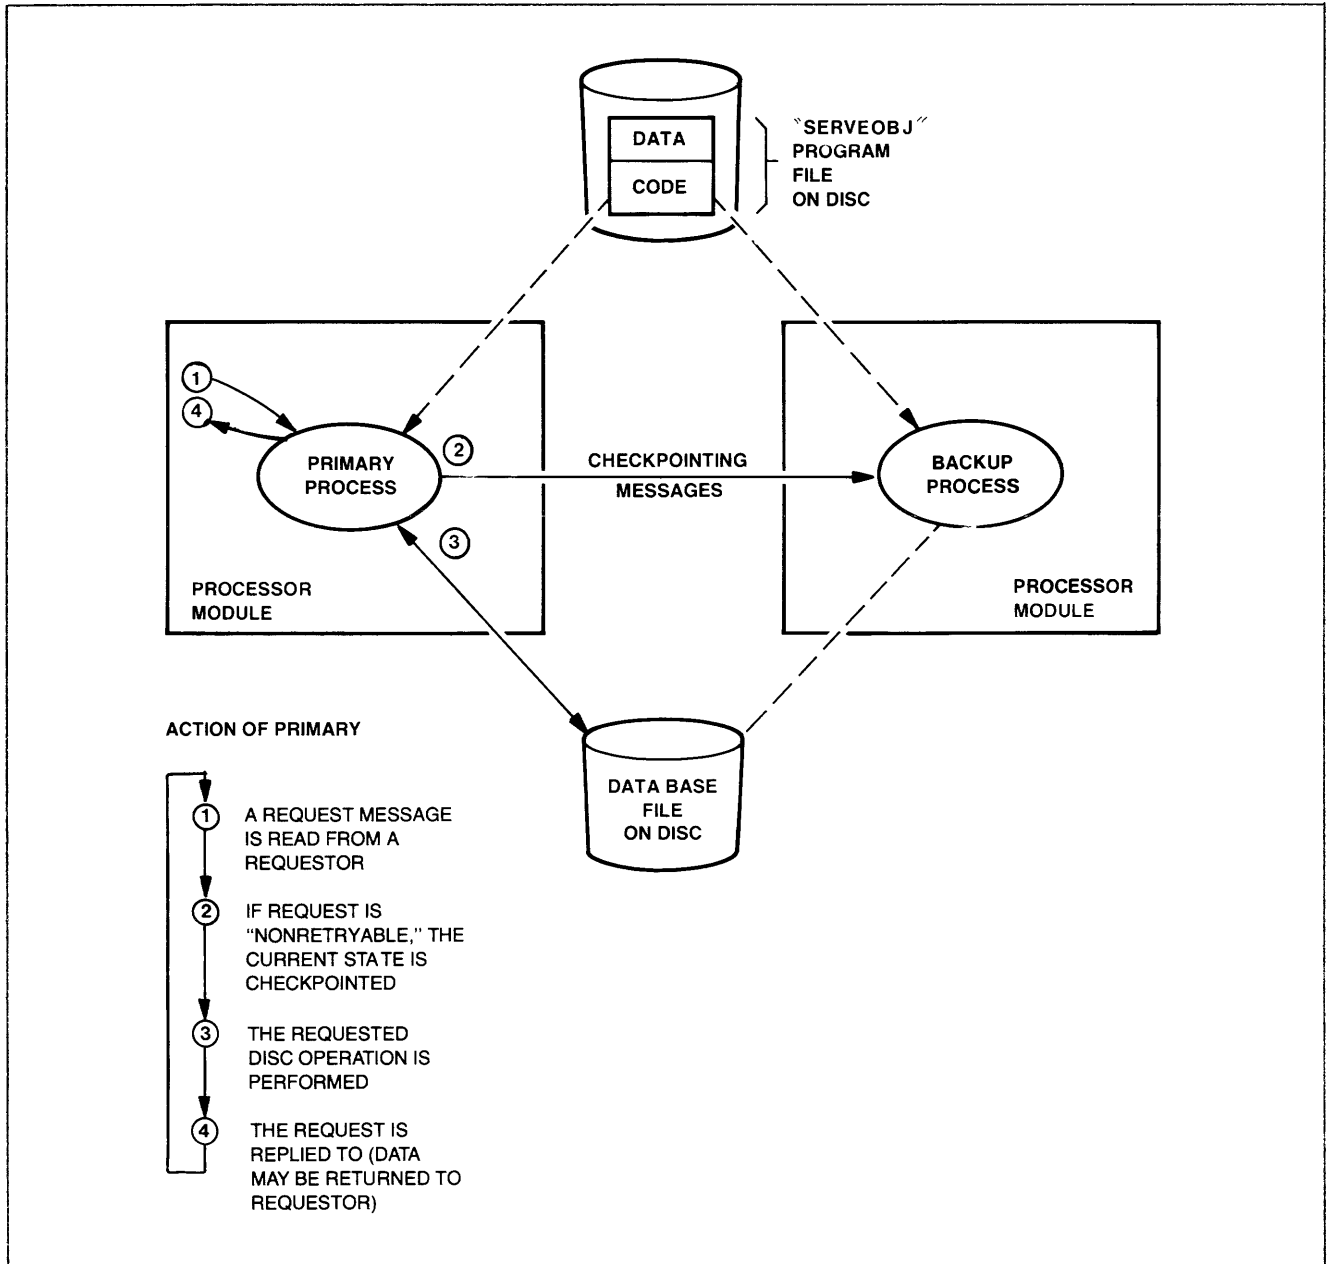 DATA
CODE
"SERVEOBJ"
PROGRAM
FILE
ON DISC
1
4
PRIMARY
PROCESS
2
CHECKPOINTING
MESSAGES
BACKUP
PROCESS
3
PROCESSOR
MODULE
PROCESSOR
MODULE
DATA BASE
FILE
ON DISC
ACTION OF PRIMARY
1 A REQUEST MESSAGE
IS READ FROM A
REQUESTOR
2 IF REQUEST IS
"NONRETRYABLE," THE
CURRENT STATE IS
CHECKPOINTED
3 THE REQUESTED
DISC OPERATION IS
PERFORMED
4 THE REQUEST IS
REPLIED TO (DATA
MAY BE RETURNED TO
REQUESTOR)